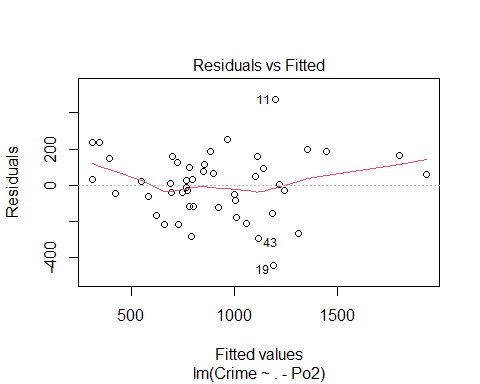 Residuals vs Fitted
Residuals
200
0
-400
11
43
19
500
1000
1500
Fitted values
lm(Crime ~ . - Po2)